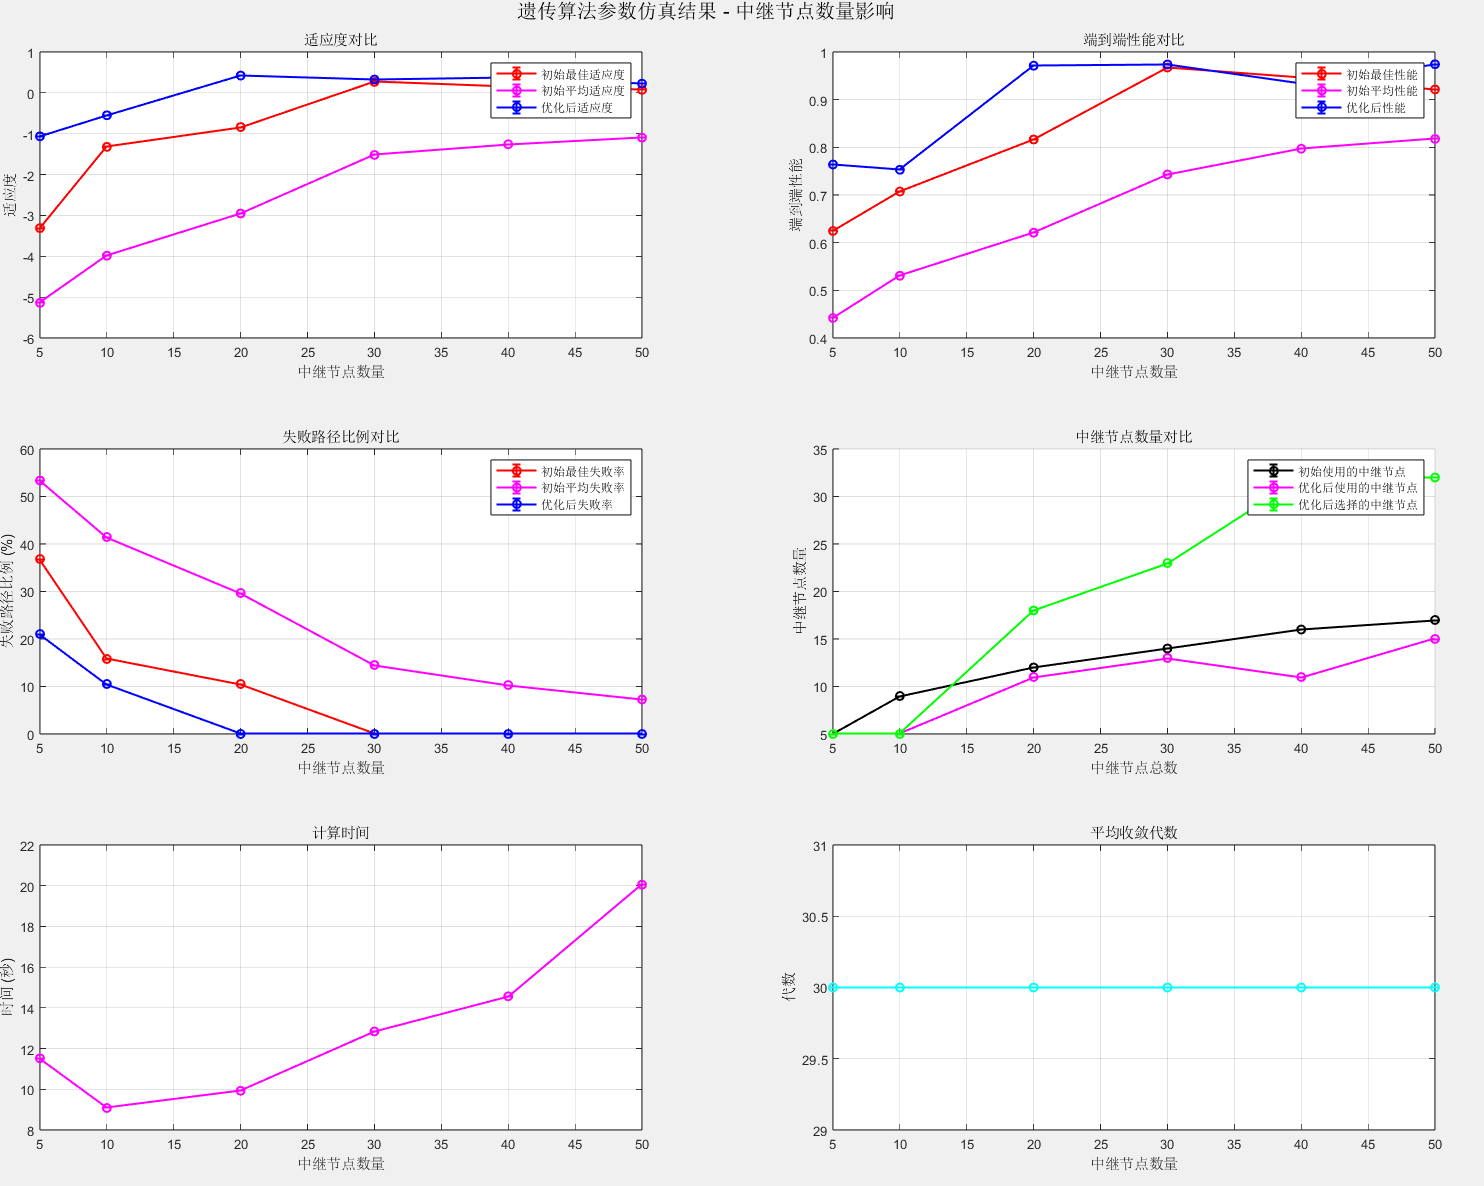 遗传算法参数仿真结果 - 中继节点数量影响
适应度对比
1
0
-1
-2
-3
-4
-5
-6
适应度
5 10 15 20 25 30 35 40 45 50
中继节点数量
初始最佳适应度
初始平均适应度
优化后适应度
端到端性能对比
1
0.9
0.8
0.7
0.6
0.5
0.4
端到端性能
5 10 15 20 25 30 35 40 45 50
中继节点数量
初始最佳性能
初始平均性能
优化后性能
失败路径比例对比
60
50
40
30
20
10
0
失败路径比例 (%)
5 10 15 20 25 30 35 40 45 50
中继节点数量
初始最佳失败率
初始平均失败率
优化后失败率
中继节点数量对比
35
30
25
20
15
10
5
中继节点数量
5 10 15 20 25 30 35 40 45 50
中继节点总数
初始使用的中继节点
优化后使用的中继节点
优化后选择的中继节点
计算时间
22
20
18
16
14
12
10
8
时间 (秒)
5 10 15 20 25 30 35 40 45 50
中继节点数量
平均收敛代数
31
30.5
30
29.5
29
代数
5 10 15 20 25 30 35 40 45 50
中继节点数量